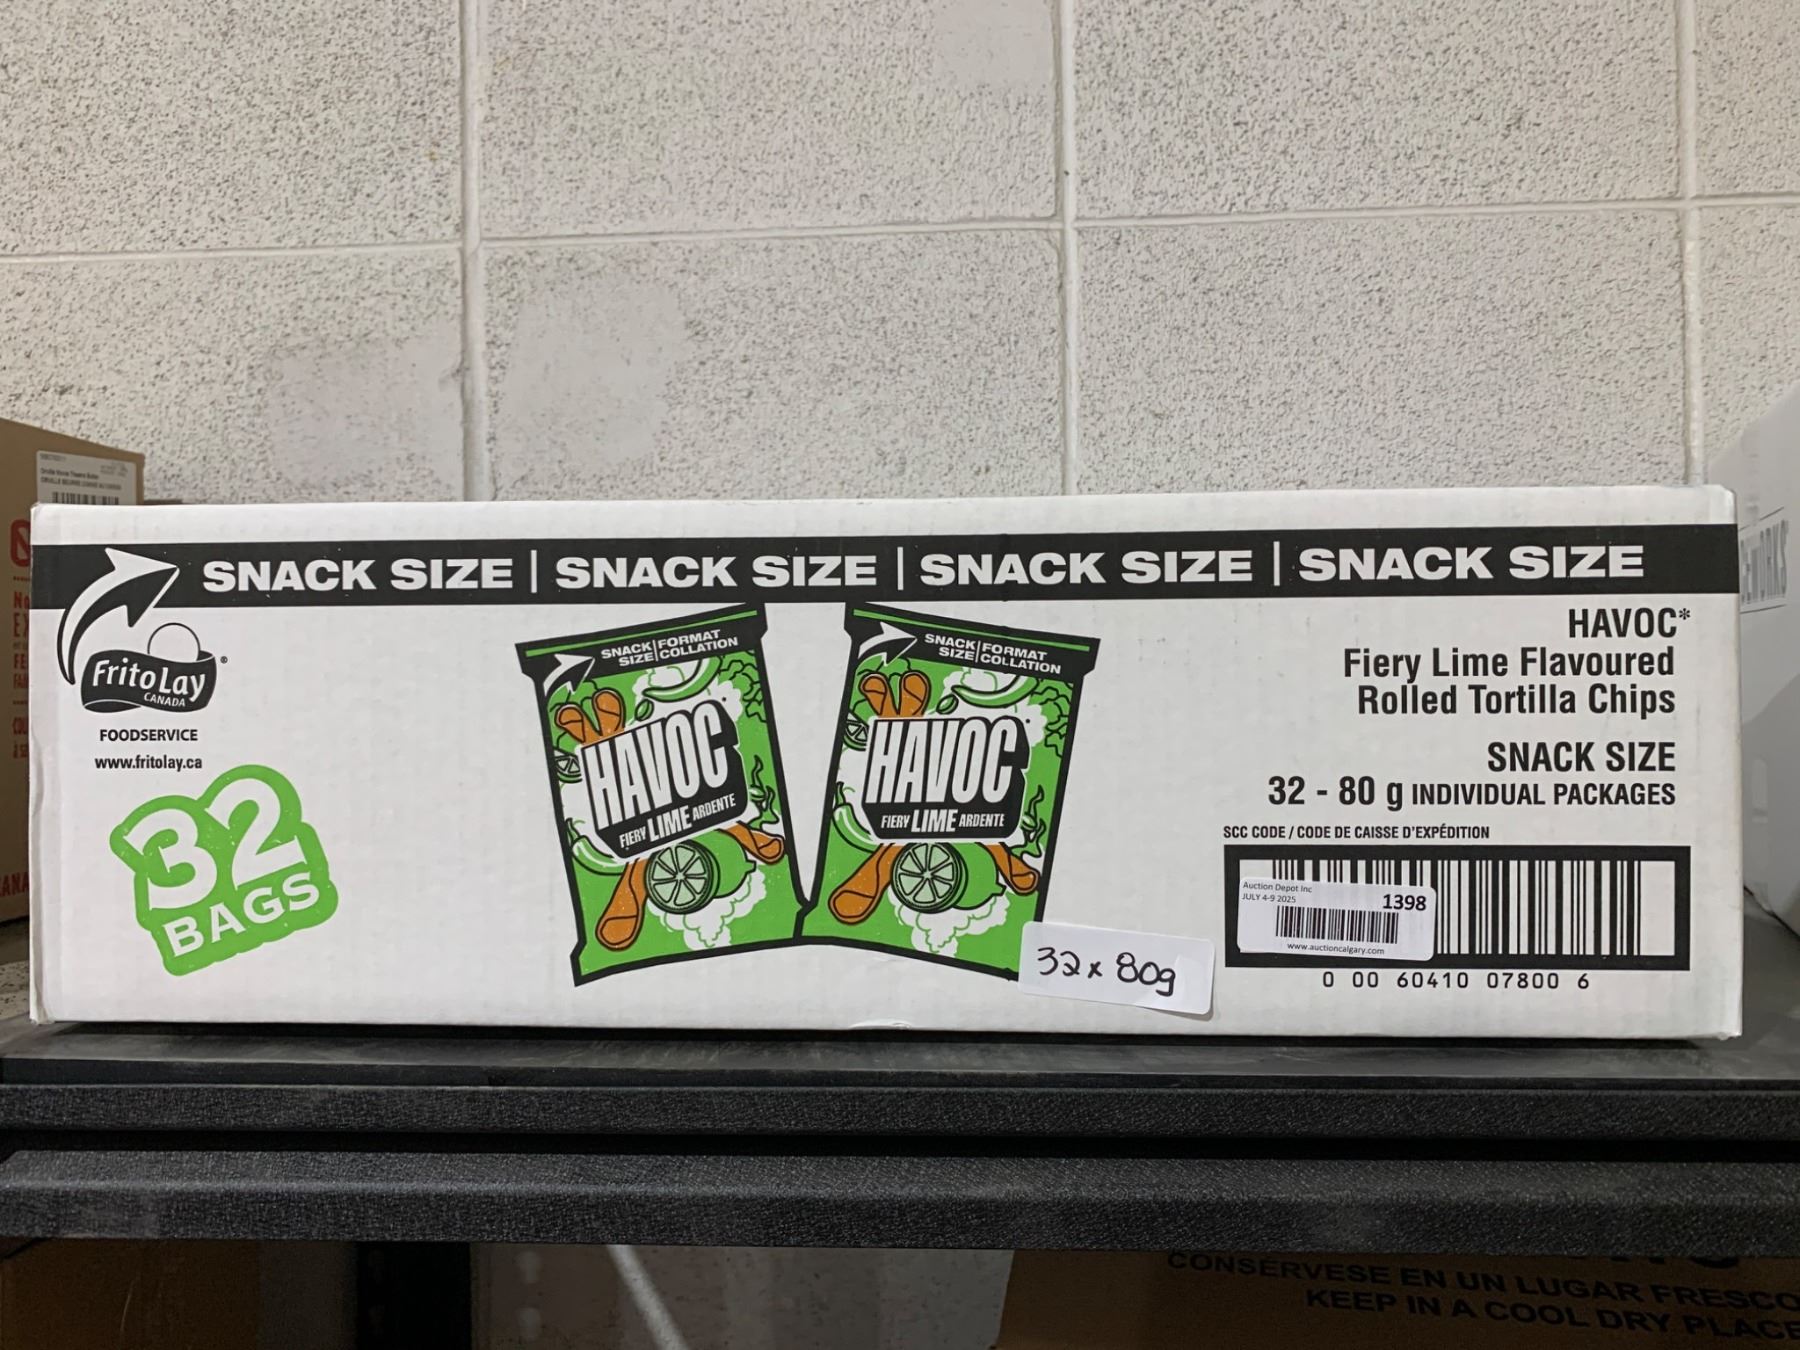 SNACK SIZE | SNACK SIZE | SNACK SIZE | SNACK SIZE
FritoLay®
CANADA
FOODSERVICE
www.fritolay.ca
32
BAGS
SNACK SIZE | FORMAT COLLATION
HAVOC
FIERY LIME ARDENTE
SNACK SIZE | FORMAT COLLATION
HAVOC
FIERY LIME ARDENTE
32 x 80g
HAVOC*
Fiery Lime Flavoured
Rolled Tortilla Chips
SNACK SIZE
32 - 80 g INDIVIDUAL PACKAGES
SCC CODE / CODE DE CAISSE D'EXPÉDITION
Auction Depot Inc
JULY 4-9 2025
1398
www.auctioncalgary.com
0 00 60410 07800 6
CONSERVESE EN UN LUGAR FRESCO
KEEP IN A COOL DRY PLACE